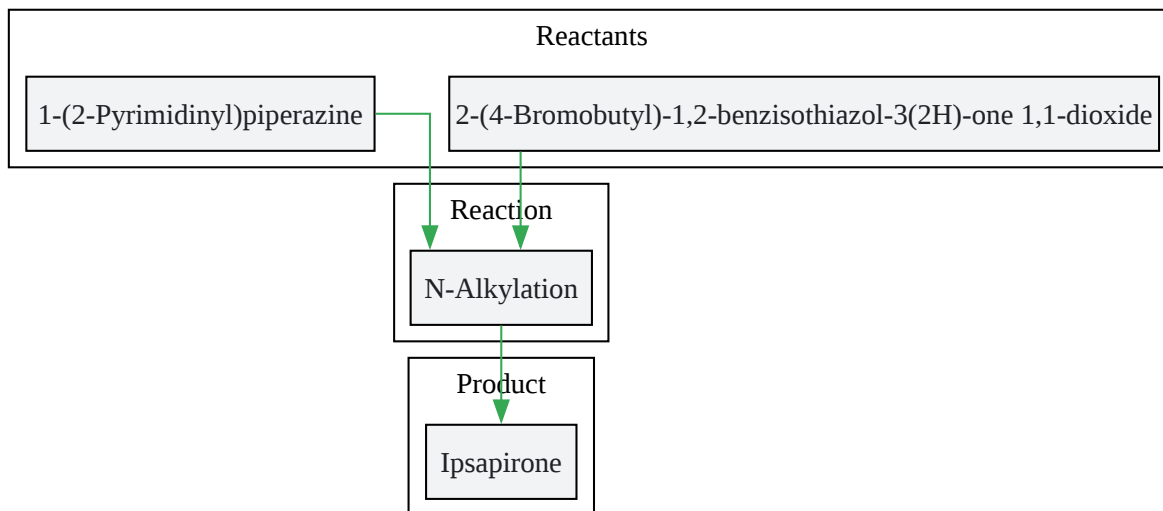 Reactants
1-(2-Pyrimidinyl)piperazine
2-(4-Bromobutyl)-1,2-benzisothiazol-3(2H)-one 1,1-dioxide
Reaction
N-Alkylation
Product
Ipsapirone